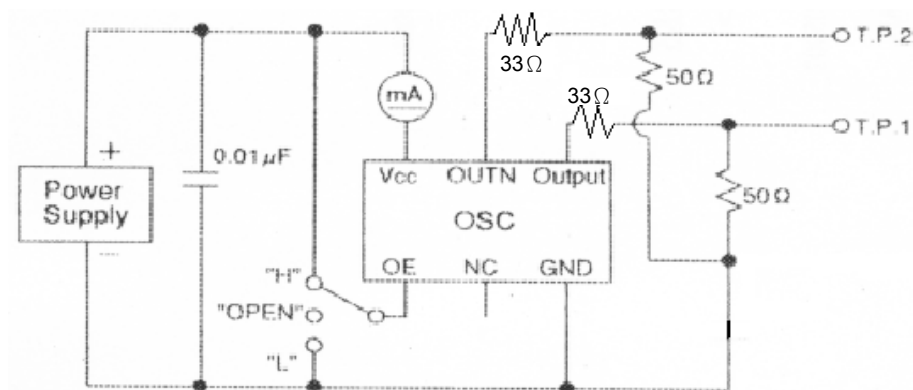 T.P.2
33Ω
50Ω
33Ω
T.P.1
mA
+
0.01μF
Vcc OUTN Output
Power
Supply
50Ω
OSC
OE NC GND
"H"
"OPEN"
"L"